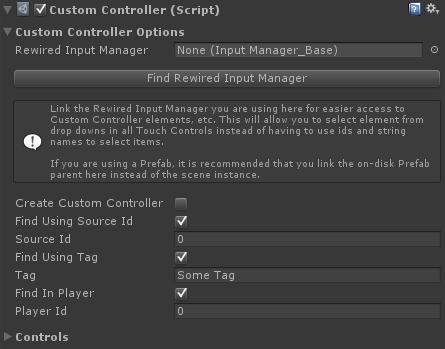 Custom Controller (Script)
Custom Controller Options
Rewired Input Manager None (Input Manager_Base)
Find Rewired Input Manager
Link the Rewired Input Manager you are using here for easier access to
Custom Controller elements, etc. This will allow you to select element from
drop downs in all Touch Controls instead of having to use ids and string
names to select items.
If you are using a Prefab, it is recommended that you link the on-disk Prefab
parent here instead of the scene instance.
Create Custom Controller
Find Using Source Id
Source Id 0
Find Using Tag
Tag Some Tag
Find In Player
Player Id 0
Controls